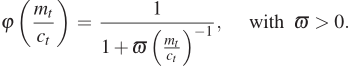 φ(m_t/c_t) = 1/(1 + ϖ(m_t/c_t)^{-1}), with ϖ > 0.